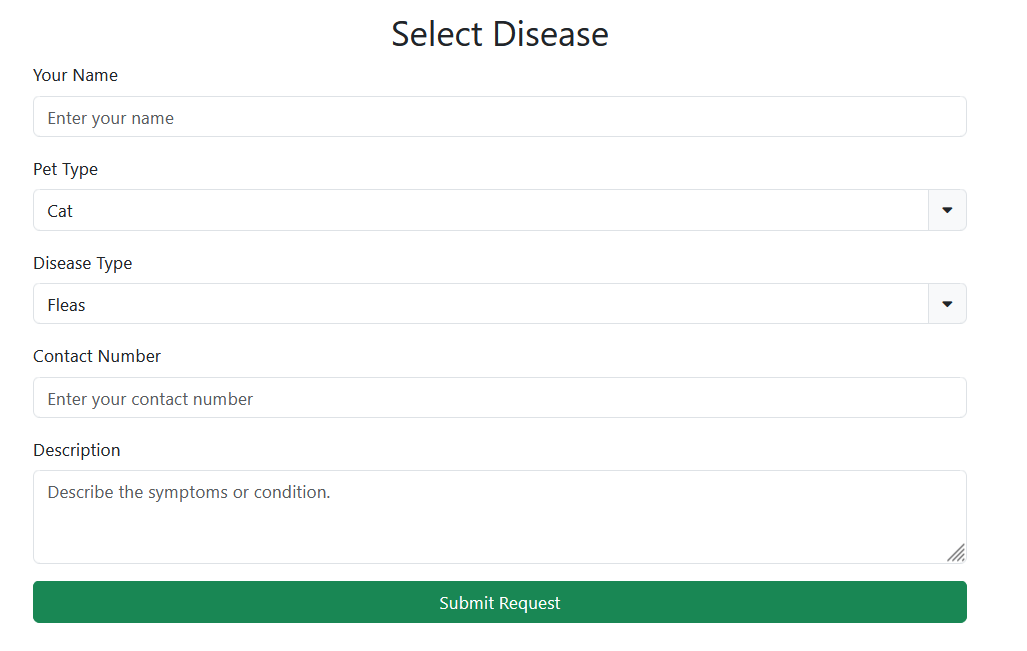 Select Disease
Your Name
Enter your name
Pet Type
Cat
Disease Type
Fleas
Contact Number
Enter your contact number
Description
Describe the symptoms or condition.
Submit Request